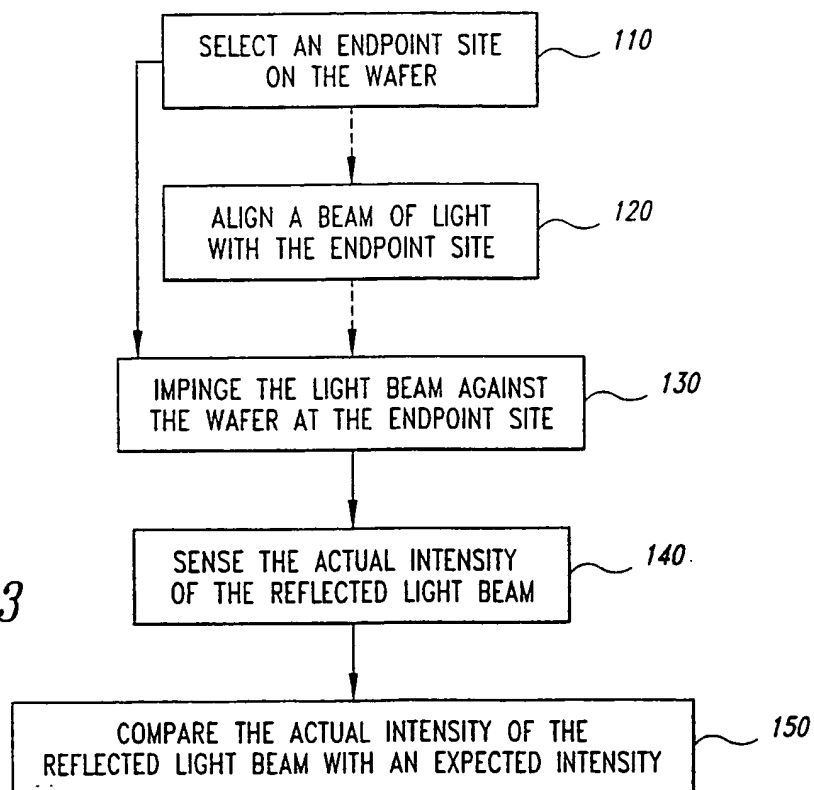 SELECT AN ENDPOINT SITE
ON THE WAFER
110
ALIGN A BEAM OF LIGHT
WITH THE ENDPOINT SITE
120
IMPINGE THE LIGHT BEAM AGAINST
THE WAFER AT THE ENDPOINT SITE
130
SENSE THE ACTUAL INTENSITY
OF THE REFLECTED LIGHT BEAM
140
3
COMPARE THE ACTUAL INTENSITY OF THE
REFLECTED LIGHT BEAM WITH AN EXPECTED INTENSITY
150